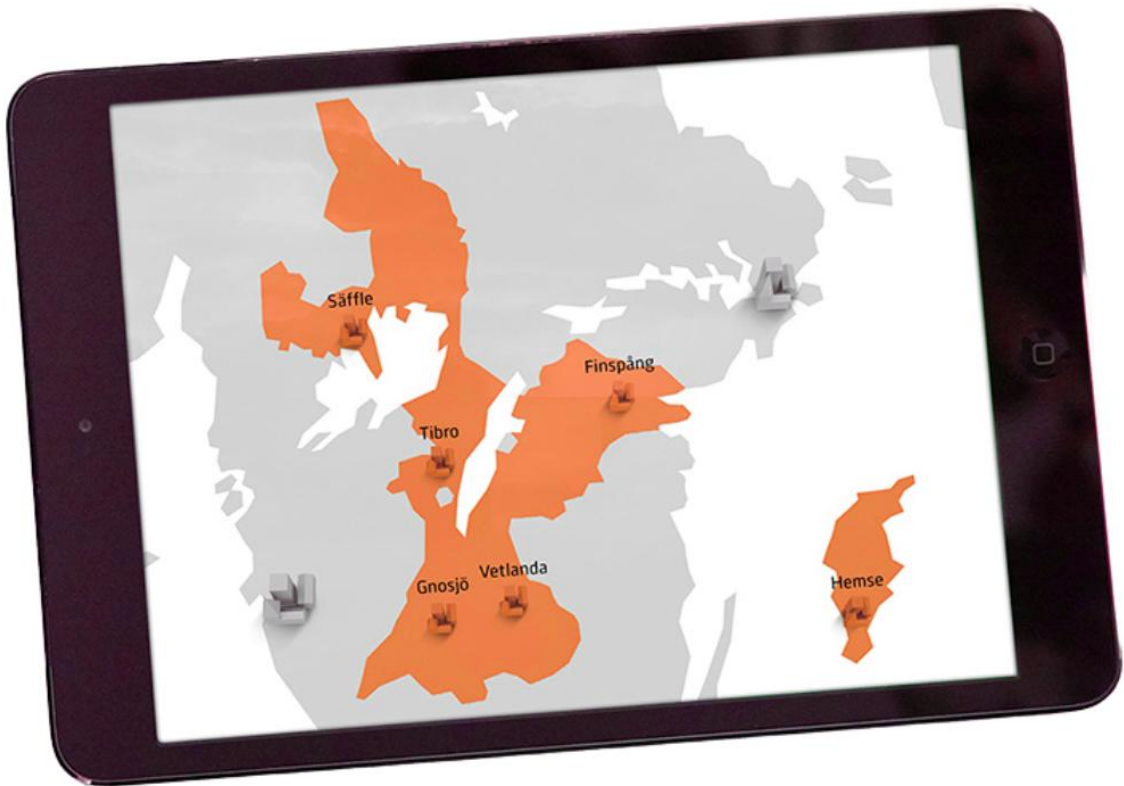 Säffle
Finspång
Tibro
Vetlanda
Gnosjö
Hemse